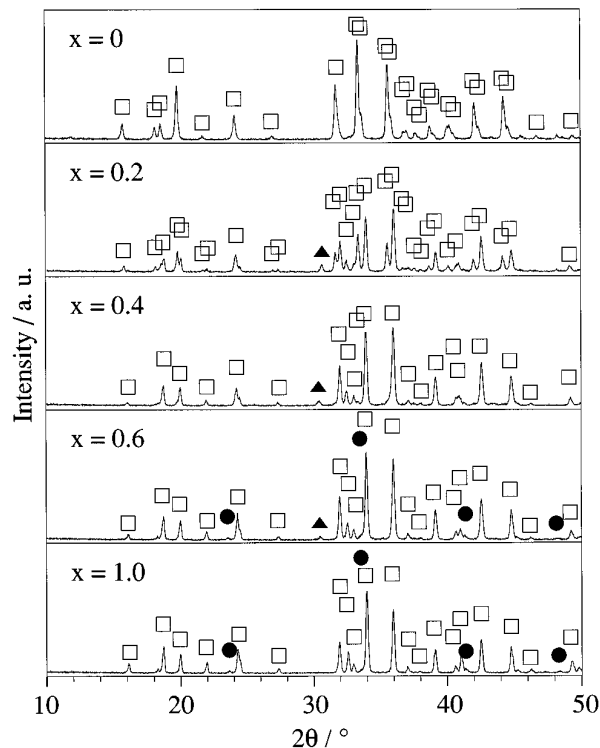 x = 0
x = 0.2
x = 0.4
x = 0.6
x = 1.0
Intensity / a. u.
10 20 30 40 50
2θ / °